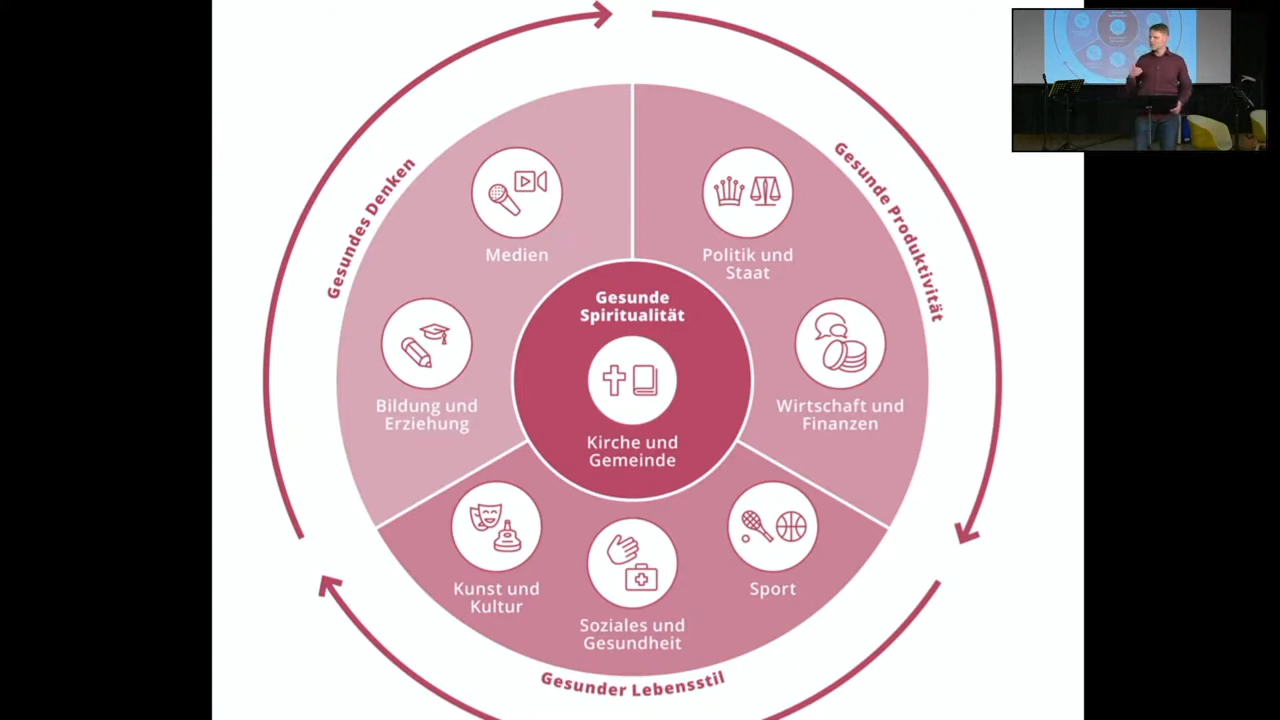 Gesundes Denken
Gesunde Produktivität
Medien
Politik und
Staat
Gesunde
Spiritualität
Bildung und
Erziehung
Wirtschaft und
Finanzen
Kirche und
Gemeinde
Kunst und
Kultur
Soziales und
Gesundheit
Sport
Gesunder Lebensstil